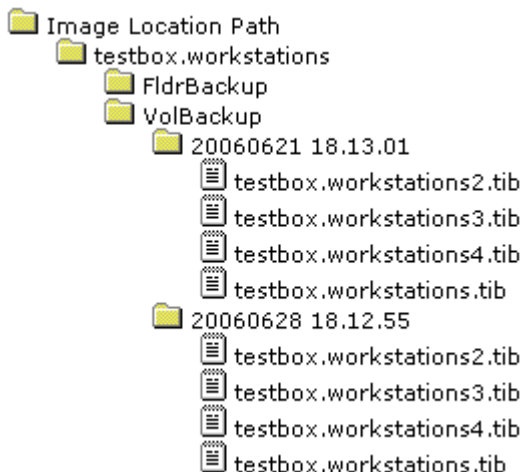 Image Location Path
testbox.workstations
FldrBackup
VolBackup
20060621 18.13.01
testbox.workstations2.tib
testbox.workstations3.tib
testbox.workstations4.tib
testbox.workstations.tib
20060628 18.12.55
testbox.workstations2.tib
testbox.workstations3.tib
testbox.workstations4.tib
testbox.workstations.tib